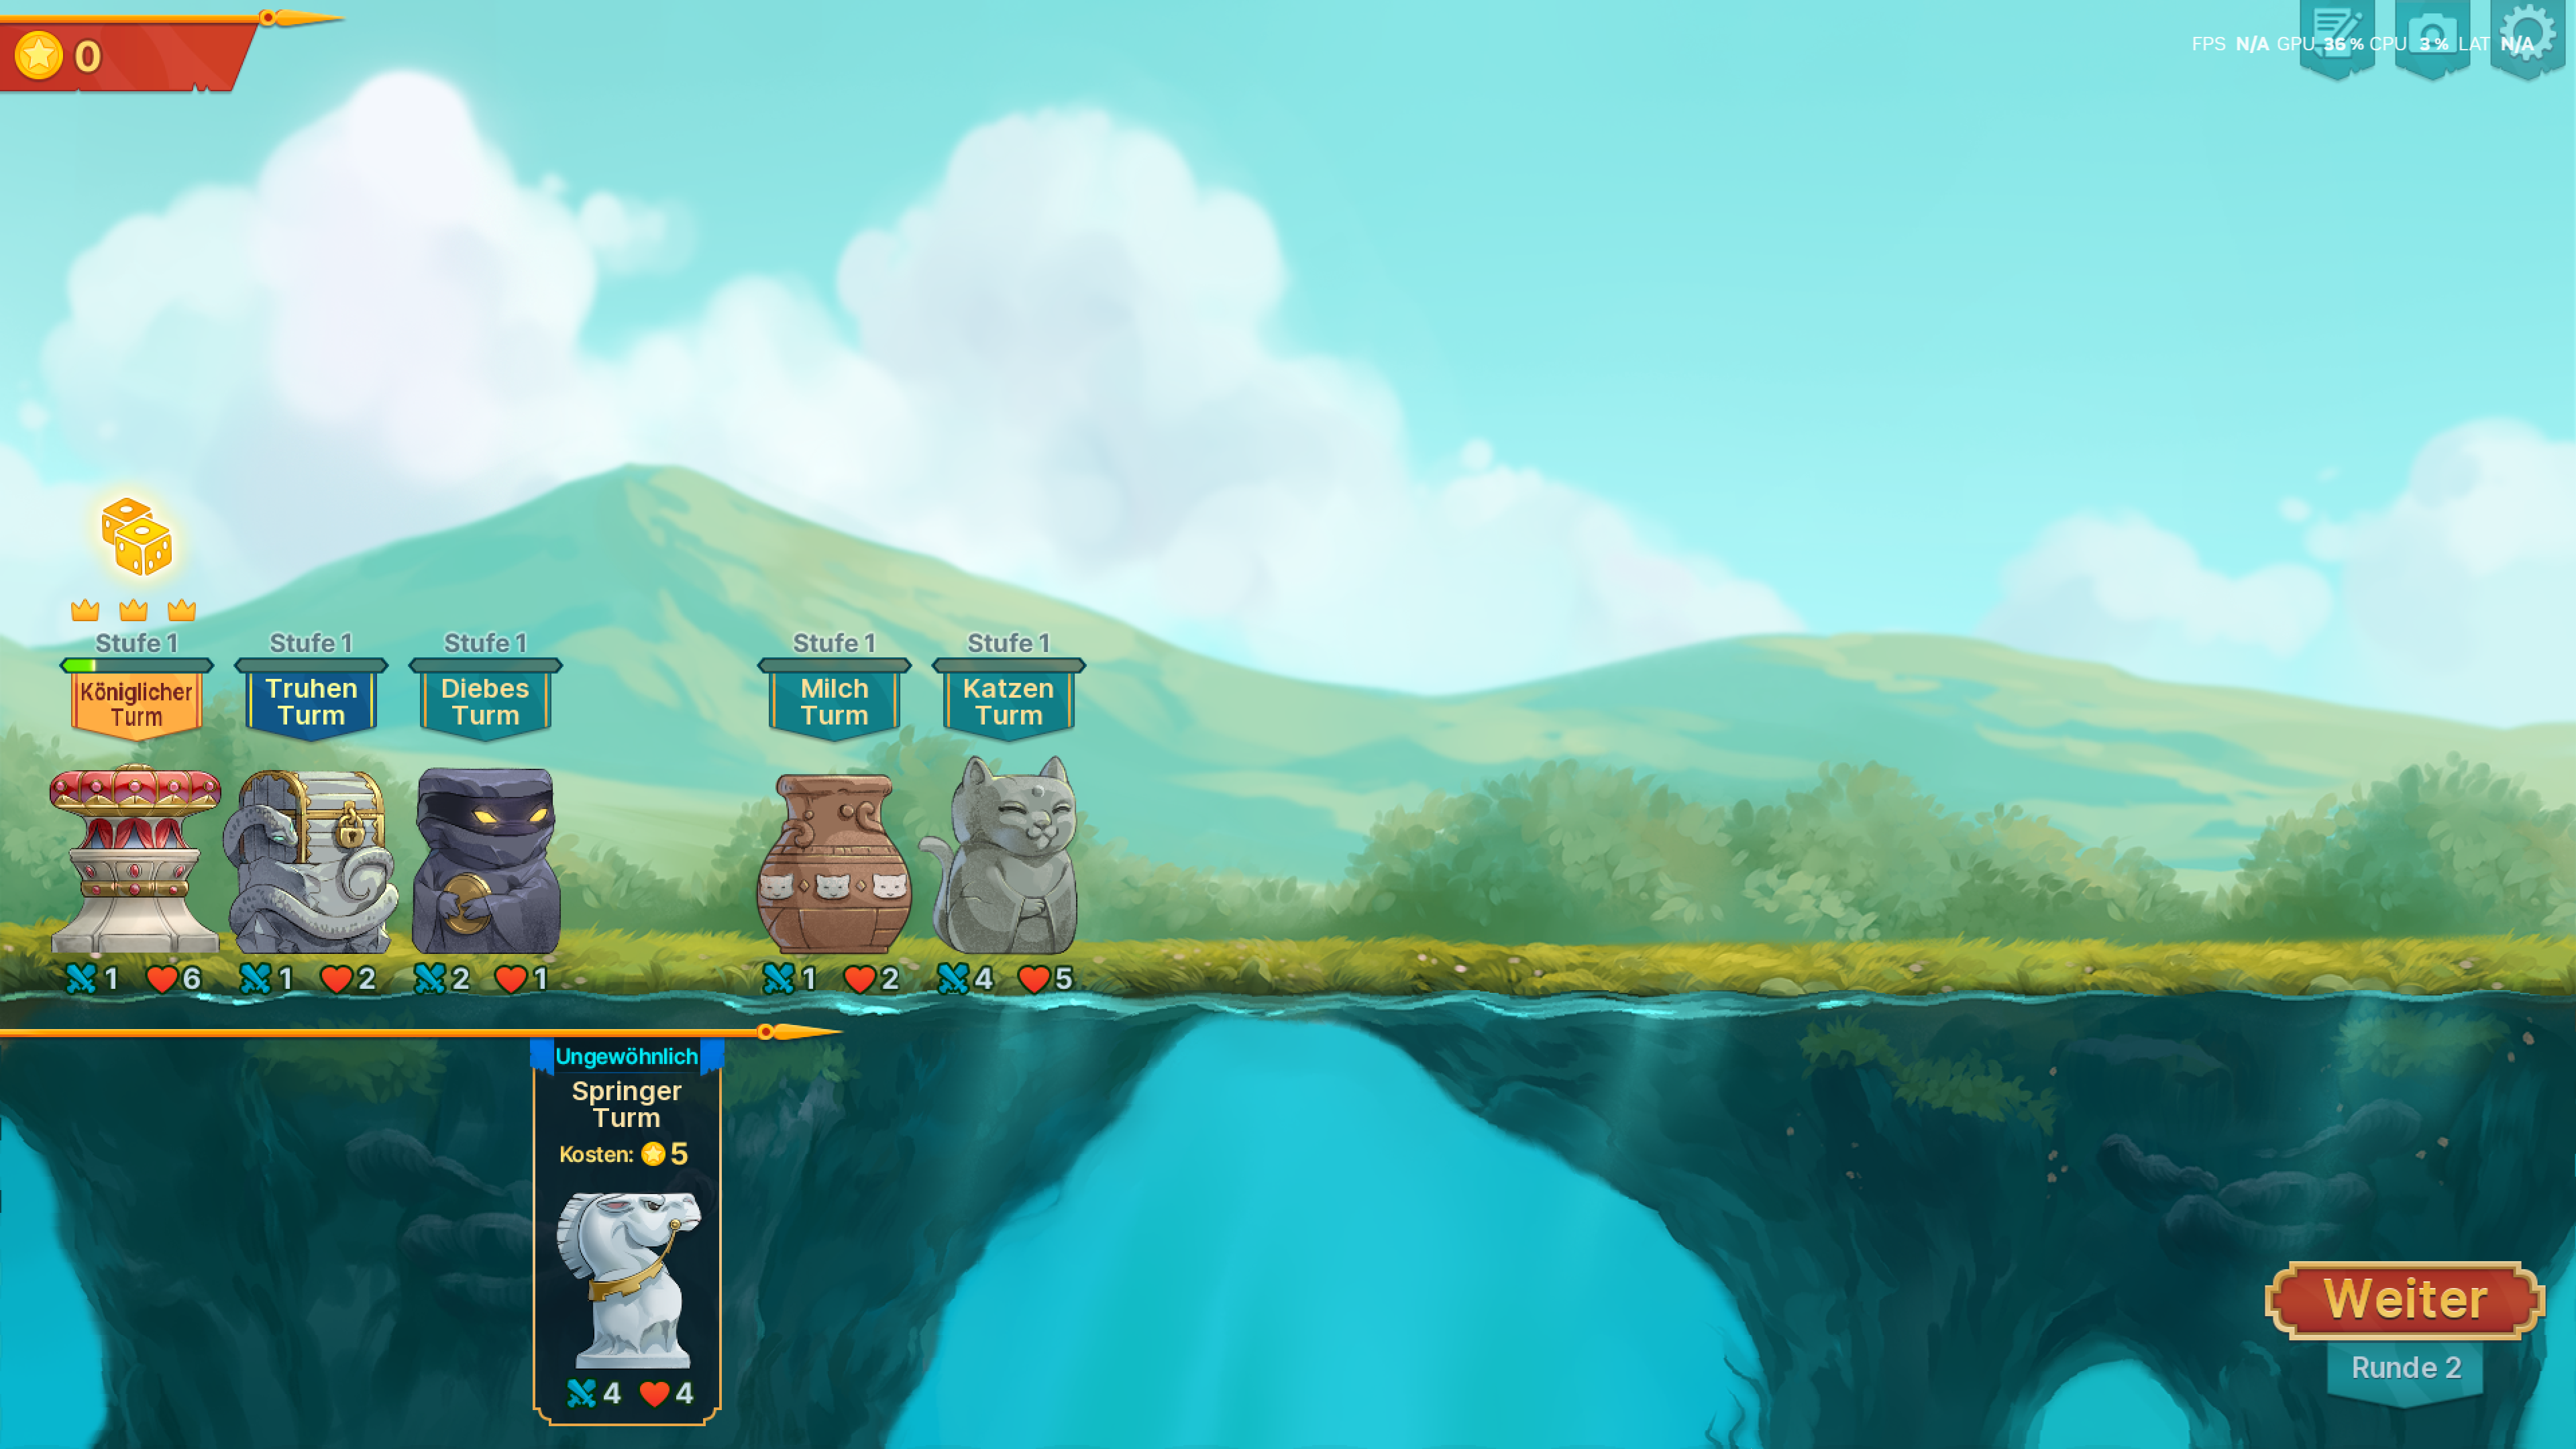 0
FPS N/A GPU 36 % CPU 3 % LAT N/A
Stufe 1
Königlicher
Turm
1 6
Stufe 1
Truhen
Turm
1 2
Stufe 1
Diebes
Turm
2 1
Stufe 1
Milch
Turm
1 2
Stufe 1
Katzen
Turm
4 5
Ungewöhnlich
Springer
Turm
Kosten: 5
4 4
Weiter
Runde 2